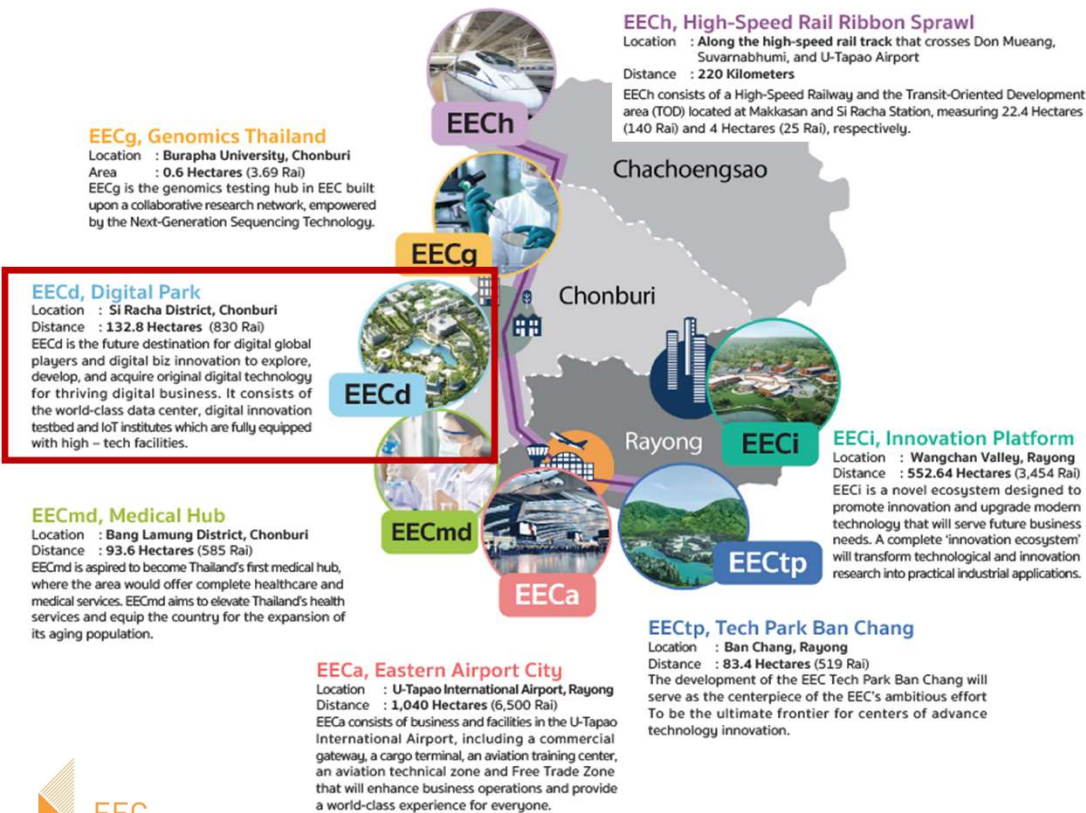 EECh, High-Speed Rail Ribbon Sprawl
Location : Along the high-speed rail track that crosses Don Mueang,
Suvarnabhumi, and U-Tapao Airport
Distance : 220 Kilometers
EECh consists of a High-Speed Railway and the Transit-Oriented Development
area (TOD) located at Makkasan and Si Racha Station, measuring 22.4 Hectares
(140 Rai) and 4 Hectares (25 Rai), respectively.
EECh
Chachoengsao
EECg, Genomics Thailand
Location : Burapha University, Chonburi
Area : 0.6 Hectares (3.69 Rai)
EECg is the genomics testing hub in EEC built
upon a collaborative research network, empowered
by the Next-Generation Sequencing Technology.
EECg
Chonburi
EECd, Digital Park
Location : Si Racha District, Chonburi
Distance : 132.8 Hectares (830 Rai)
EECd is the future destination for digital global
players and digital biz innovation to explore,
develop, and acquire original digital technology
for thriving digital business. It consists of
the world-class data center, digital innovation
testbed and IoT institutes which are fully equipped
with high – tech facilities.
EECd
Rayong
EECi
EECi, Innovation Platform
Location : Wangchan Valley, Rayong
Distance : 552.64 Hectares (3,454 Rai)
EECi is a novel ecosystem designed to
promote innovation and upgrade modern
technology that will serve future business
needs. A complete 'innovation ecosystem'
will transform technological and innovation
research into practical industrial applications.
EECmd, Medical Hub
Location : Bang Lamung District, Chonburi
Distance : 93.6 Hectares (585 Rai)
EECmd is aspired to become Thailand's first medical hub,
where the area would offer complete healthcare and
medical services. EECmd aims to elevate Thailand's health
services and equip the country for the expansion of
its aging population.
EECmd
EECa
EECtp
EECtp, Tech Park Ban Chang
Location : Ban Chang, Rayong
Distance : 83.4 Hectares (519 Rai)
The development of the EEC Tech Park Ban Chang will
serve as the centerpiece of the EEC's ambitious effort
To be the ultimate frontier for centers of advance
technology innovation.
EECa, Eastern Airport City
Location : U-Tapao International Airport, Rayong
Distance : 1,040 Hectares (6,500 Rai)
EECa consists of business and facilities in the U-Tapao
International Airport, including a commercial
gateway, a cargo terminal, an aviation training center,
an aviation technical zone and Free Trade Zone
that will enhance business operations and provide
a world-class experience for everyone.
EEC